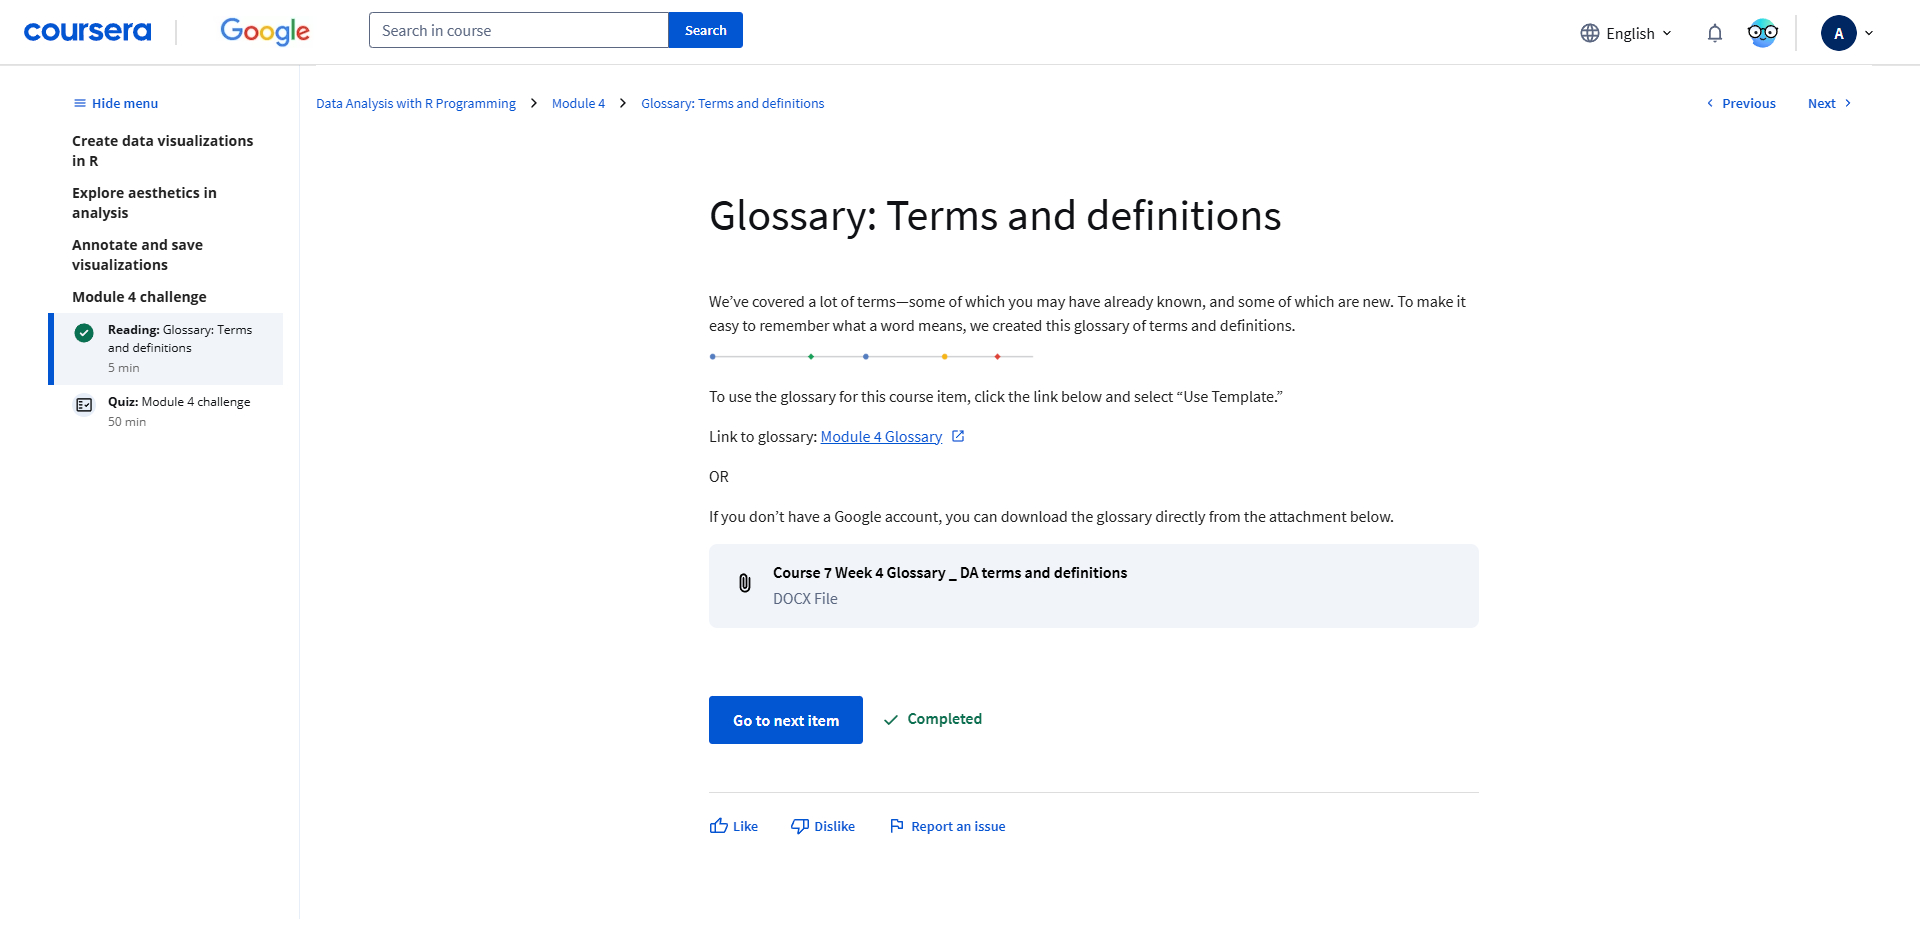 coursera
Google
Search in course
Search
English
A
Hide menu
Create data visualizations
in R
Explore aesthetics in
analysis
Annotate and save
visualizations
Module 4 challenge
Reading: Glossary: Terms
and definitions
5 min
Quiz: Module 4 challenge
50 min
Data Analysis with R Programming
Module 4
Glossary: Terms and definitions
Previous
Next
Glossary: Terms and definitions
We’ve covered a lot of terms—some of which you may have already known, and some of which are new. To make it
easy to remember what a word means, we created this glossary of terms and definitions.
To use the glossary for this course item, click the link below and select “Use Template.”
Link to glossary: Module 4 Glossary
OR
If you don’t have a Google account, you can download the glossary directly from the attachment below.
Course 7 Week 4 Glossary _ DA terms and definitions
DOCX File
Go to next item
Completed
Like
Dislike
Report an issue